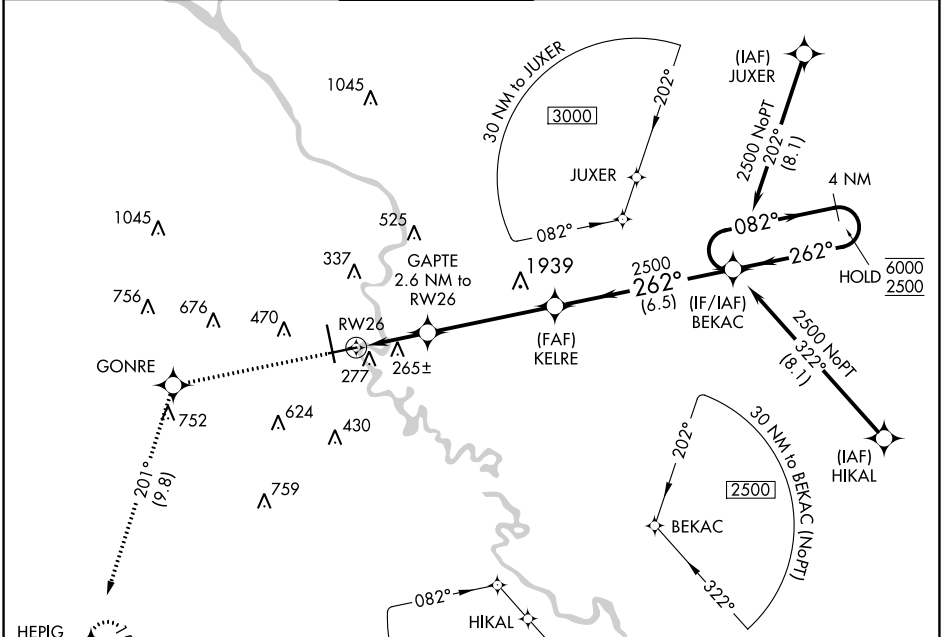 1045
30 NM to JUXER
3000
202°
JUXER
082°
(IAF)
JUXER
2500 NoPT
202°
(8.1)
4 NM
082°
262°
HOLD 6000
2500
1045
525
337
GAPTE
2.6 NM to
RW26
1939
2500
262°
(6.5)
(IF/IAF)
BEKAC
756
676
470
RW26
277
265±
(FAF)
KELRE
2500 NoPT
322°
(8.1)
GONRE
752
624
430
(IAF)
HIKAL
201°
(9.8)
759
202°
30 NM to BEKAC (NoPT)
2500
BEKAC
322°
082°
HIKAL
HEPIG